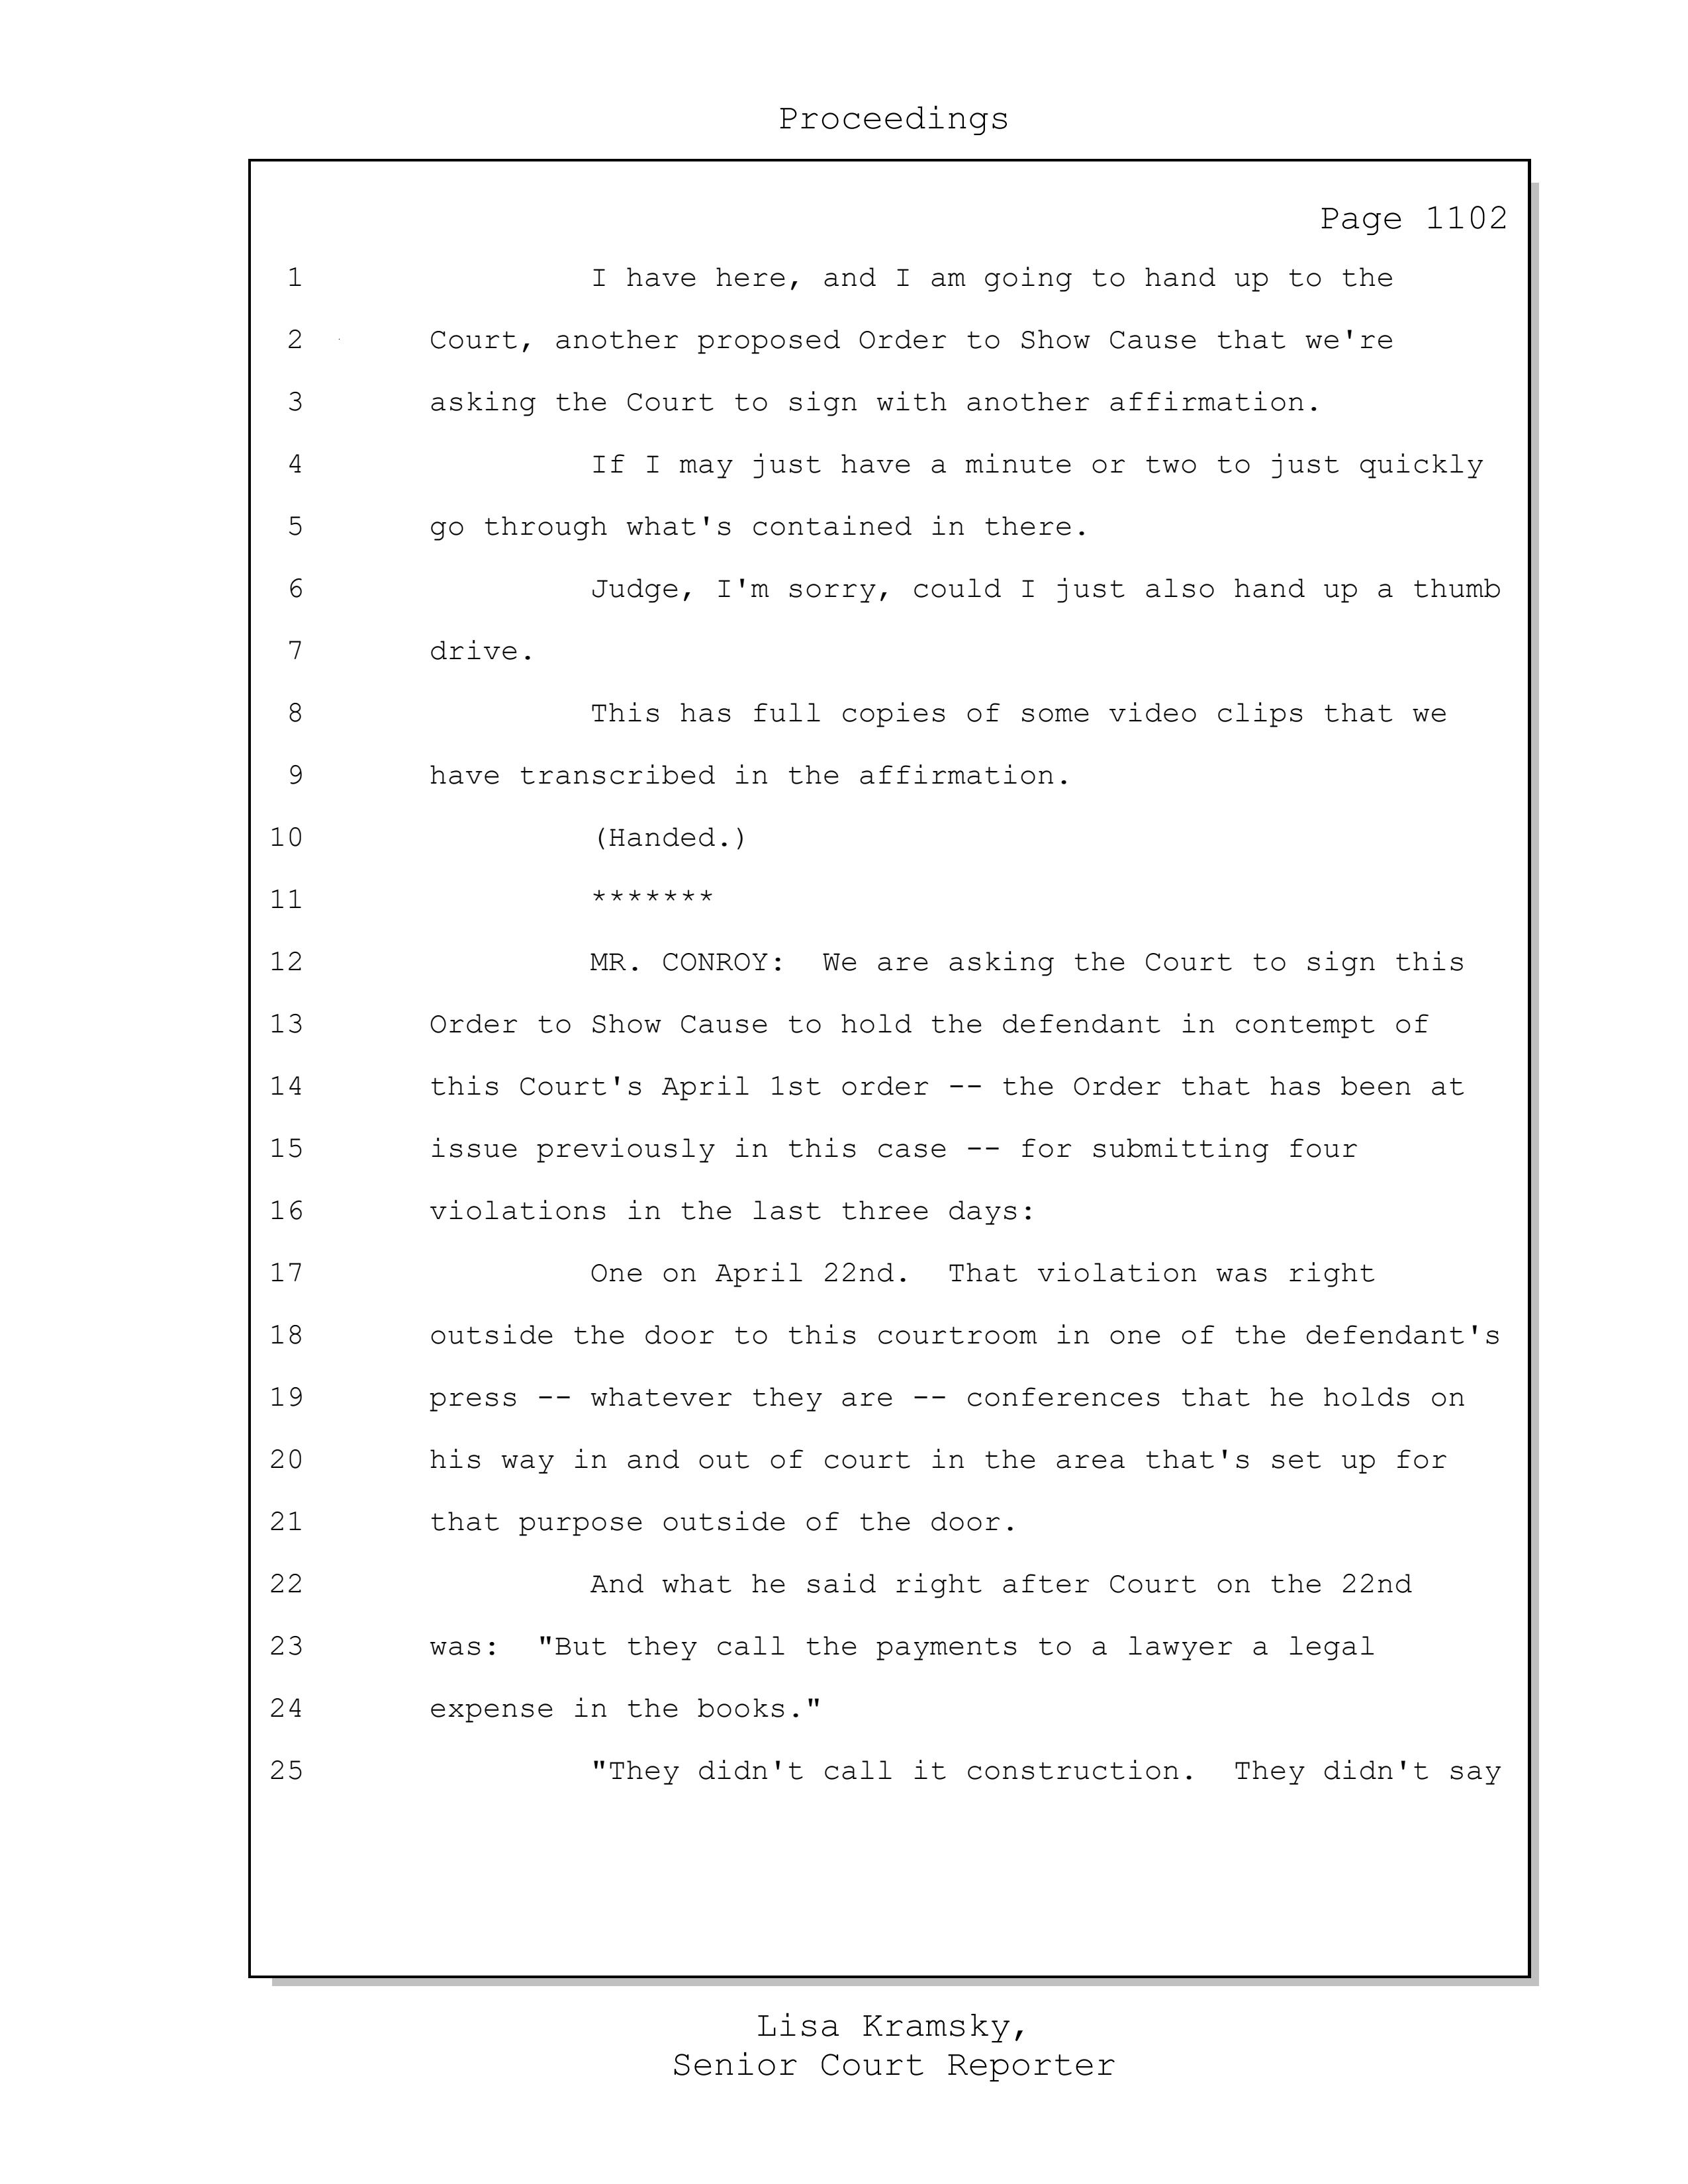 Proceedings
Page 1102
1 I have here, and I am going to hand up to the
2 Court, another proposed Order to Show Cause that we're
3 asking the Court to sign with another affirmation.
4 If I may just have a minute or two to just quickly
5 go through what's contained in there.
6 Judge, I'm sorry, could I just also hand up a thumb
7 drive.
8 This has full copies of some video clips that we
9 have transcribed in the affirmation.
10 (Handed.)
11 *******
12 MR. CONROY:  We are asking the Court to sign this
13 Order to Show Cause to hold the defendant in contempt of
14 this Court's April 1st order -- the Order that has been at
15 issue previously in this case -- for submitting four
16 violations in the last three days:
17 One on April 22nd.  That violation was right
18 outside the door to this courtroom in one of the defendant's
19 press -- whatever they are -- conferences that he holds on
20 his way in and out of court in the area that's set up for
21 that purpose outside of the door.
22 And what he said right after Court on the 22nd
23 was:  "But they call the payments to a lawyer a legal
24 expense in the books."
25 "They didn't call it construction.  They didn't say
Lisa Kramsky,
Senior Court Reporter